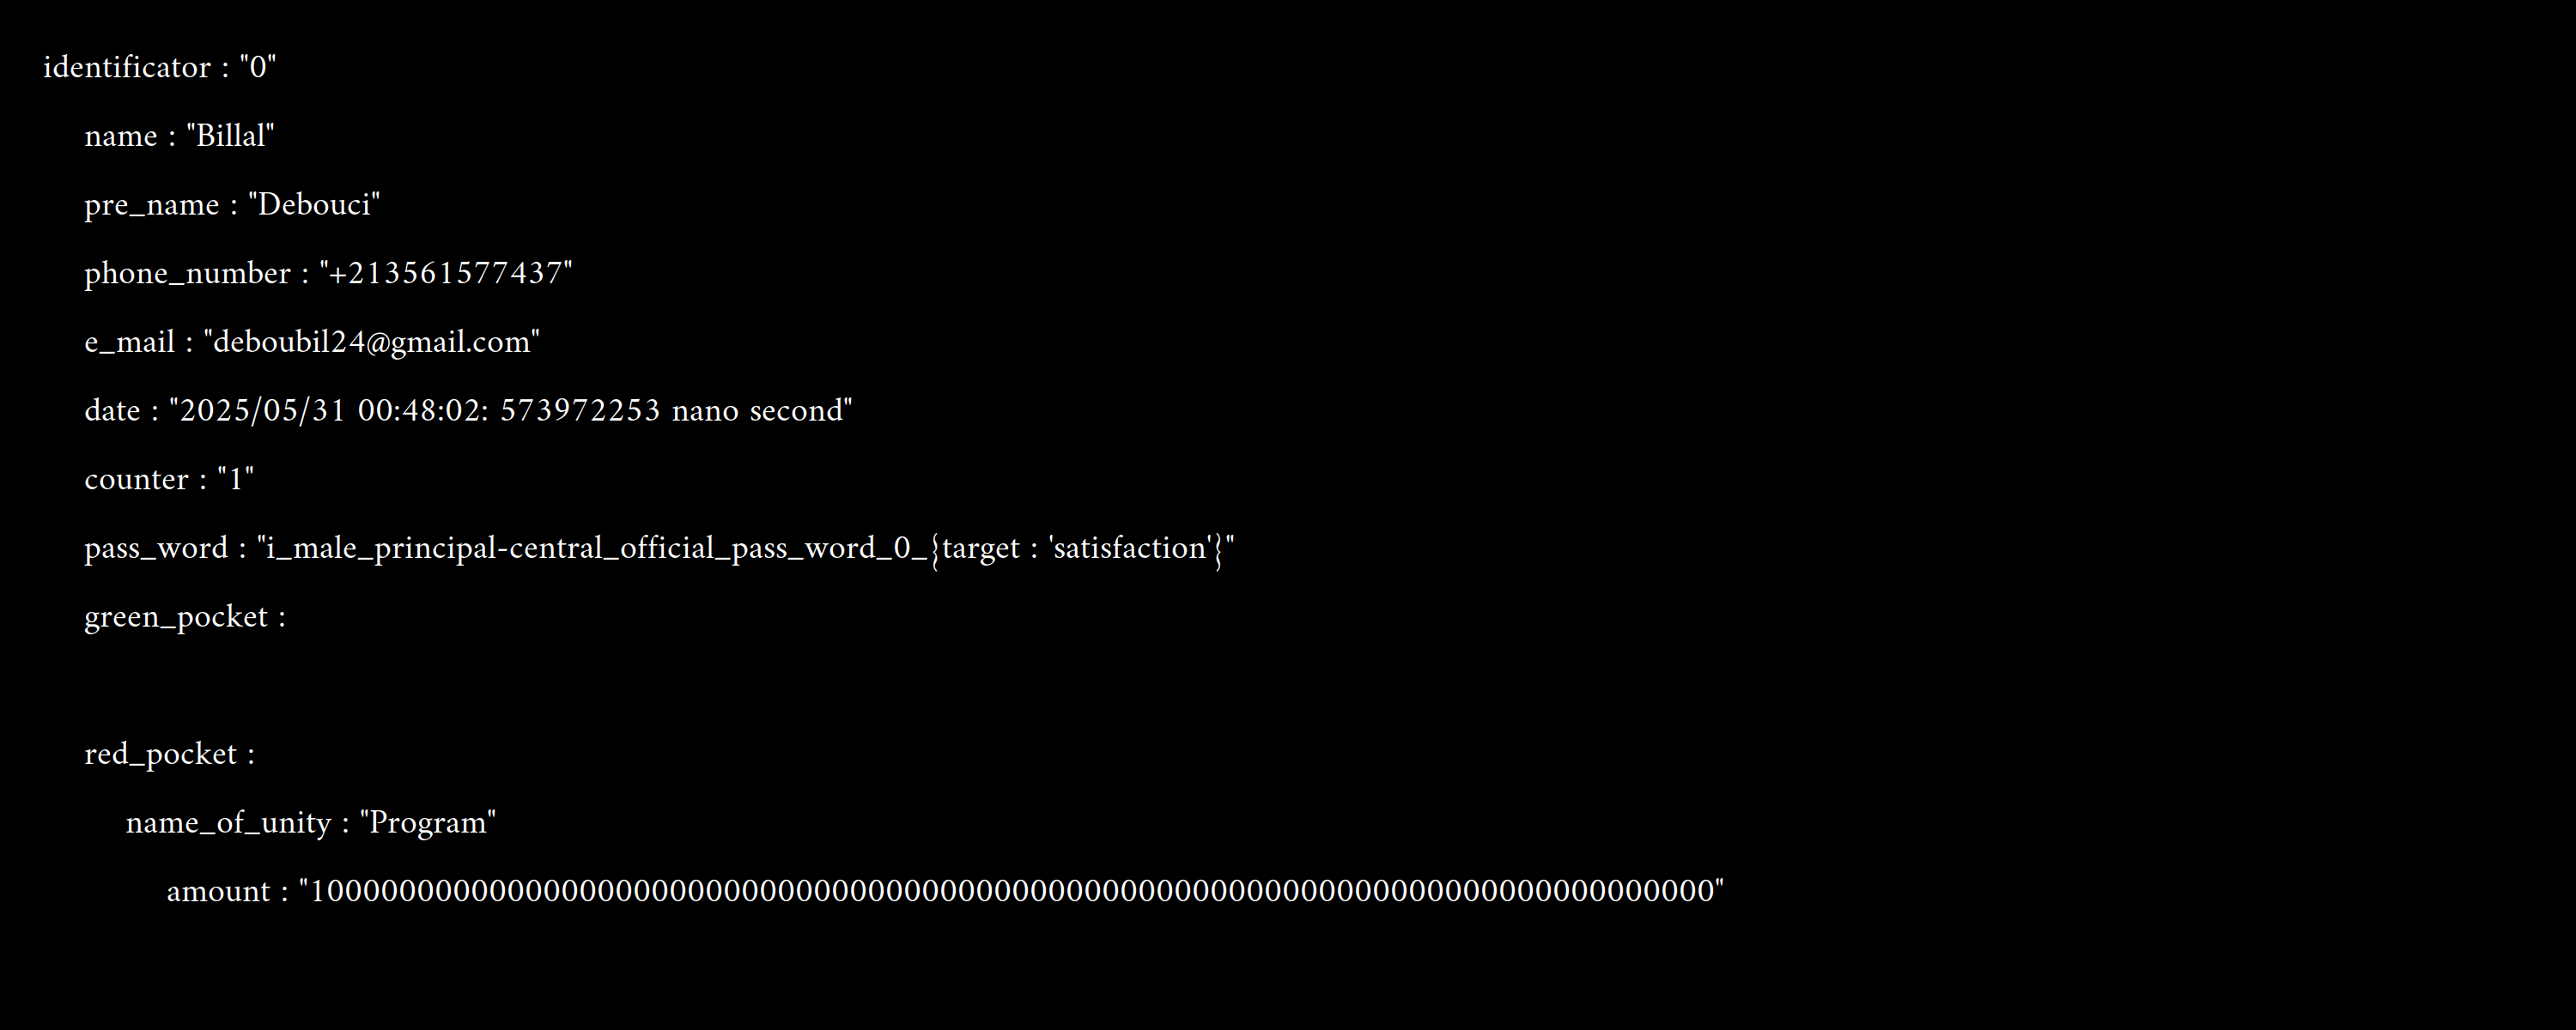 identificator : "0"
name : "Billal"
pre_name : "Debouci"
phone_number : "+213561577437"
e_mail : "deboubil24@gmail.com"
date : "2025/05/31 00:48:02: 573972253 nano second"
counter : "1"
pass_word : "i_male_principal-central_official_pass_word_0_{target : 'satisfaction'}"
green_pocket :
red_pocket :
name_of_unity : "Program"
amount : "100000000000000000000000000000000000000000000000000000000000000000000000000000"